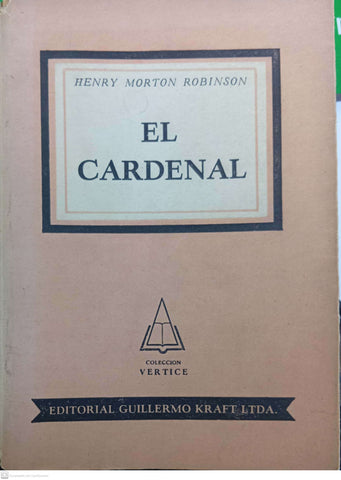 HENRY MORTON ROBINSON
EL
CARDENAL
COLECCION
VERTICE
EDITORIAL GUILLERMO KRAFT LTDA.